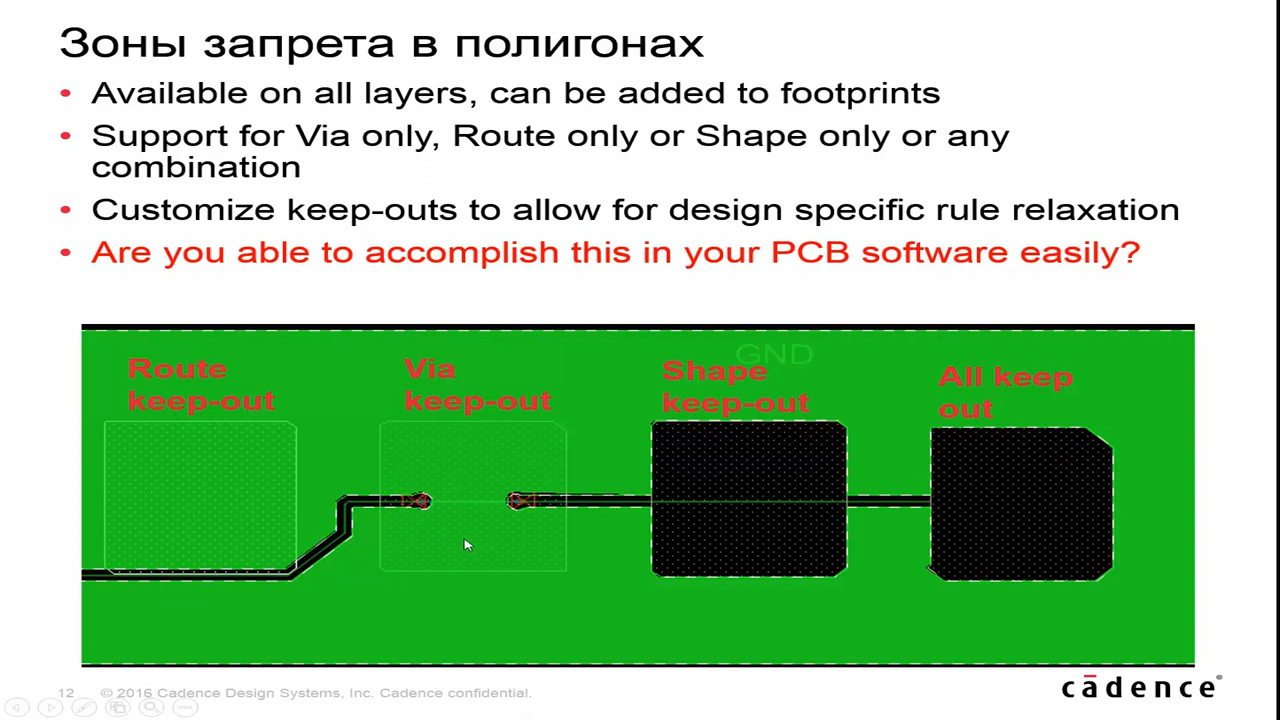 Зоны запрета в полигонах
Available on all layers, can be added to footprints
Support for Via only, Route only or Shape only or any
combination
Customize keep-outs to allow for design specific rule relaxation
Are you able to accomplish this in your PCB software easily?
GND
Route
keep-out
Via
keep-out
Shape
keep-out
All keep
out
12 © 2016 Cadence Design Systems, Inc. Cadence confidential.
cādence®